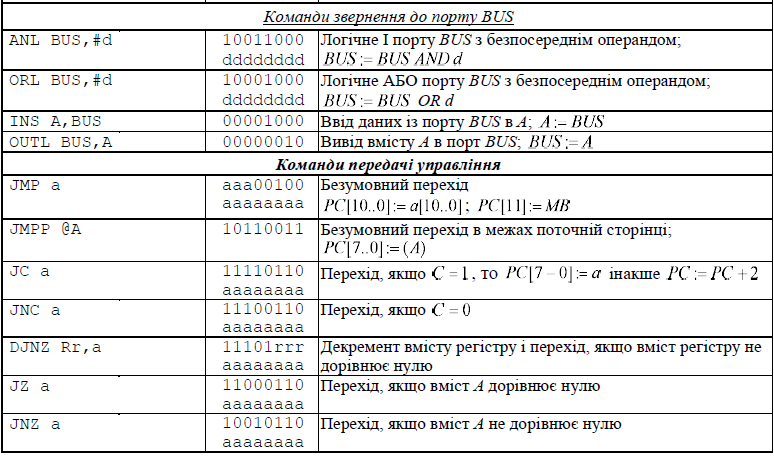 Команди звернення до порту BUS
ANL BUS,#d 10011000 Логічне І порту BUS з безпосереднім операндом;
dddddddd BUS := BUS AND d
ORL BUS,#d 10001000 Логічне АБО порту BUS з безпосереднім операндом;
dddddddd BUS := BUS OR d
INS A,BUS 00001000 Ввід даних із порту BUS в A; A := BUS
OUTL BUS,A 00000010 Вивід вмісту A в порт BUS; BUS := A
Команди передачі управління
JMP a aaa00100 Безумовний перехід
aaaaaaaa PC[10..0] := a[10..0]; PC[11] := MB
JMPP @A 10110011 Безумовний перехід в межах поточній сторінці;
PC[7..0] := (A)
JC a 11110110 Перехід, якщо C = 1, то PC[7 − 0] := a інакше PC := PC + 2
aaaaaaaa
JNC a 11100110 Перехід, якщо C = 0
aaaaaaaa
DJNZ Rr,a 11101rrr Декремент вмісту регістру і перехід, якщо вміст регістру не
aaaaaaaa дорівнює нулю
JZ a 11000110 Перехід, якщо вміст A дорівнює нулю
aaaaaaaa
JNZ a 10010110 Перехід, якщо вміст A не дорівнює нулю
aaaaaaaa